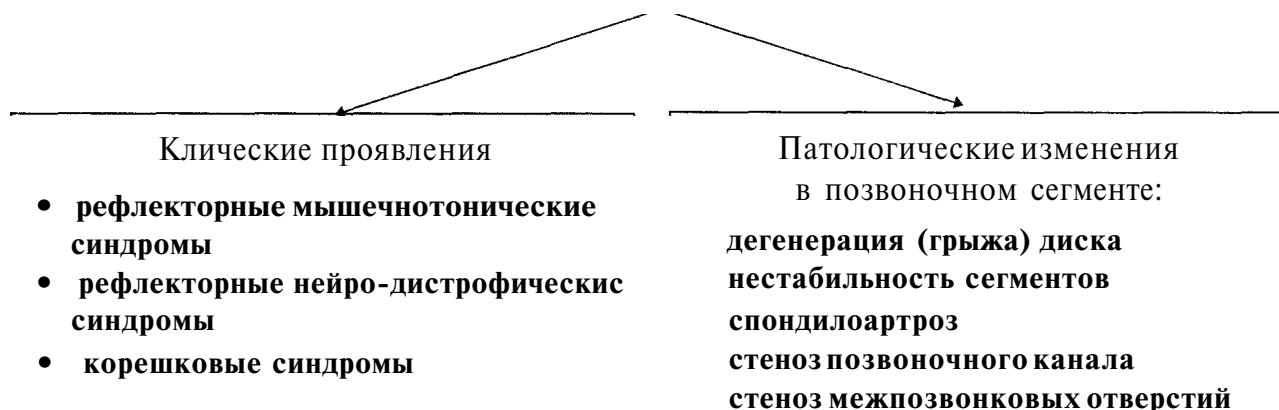 Клические проявления
• рефлекторные мышечнотонические
синдромы
• рефлекторные нейро-дистрофическис
синдромы
• корешковые синдромы
Патологические изменения
в позвоночном сегменте:
дегенерация (грыжа) диска
нестабильность сегментов
спондилоартроз
стеноз позвоночного канала
стеноз межпозвонковых отверстий